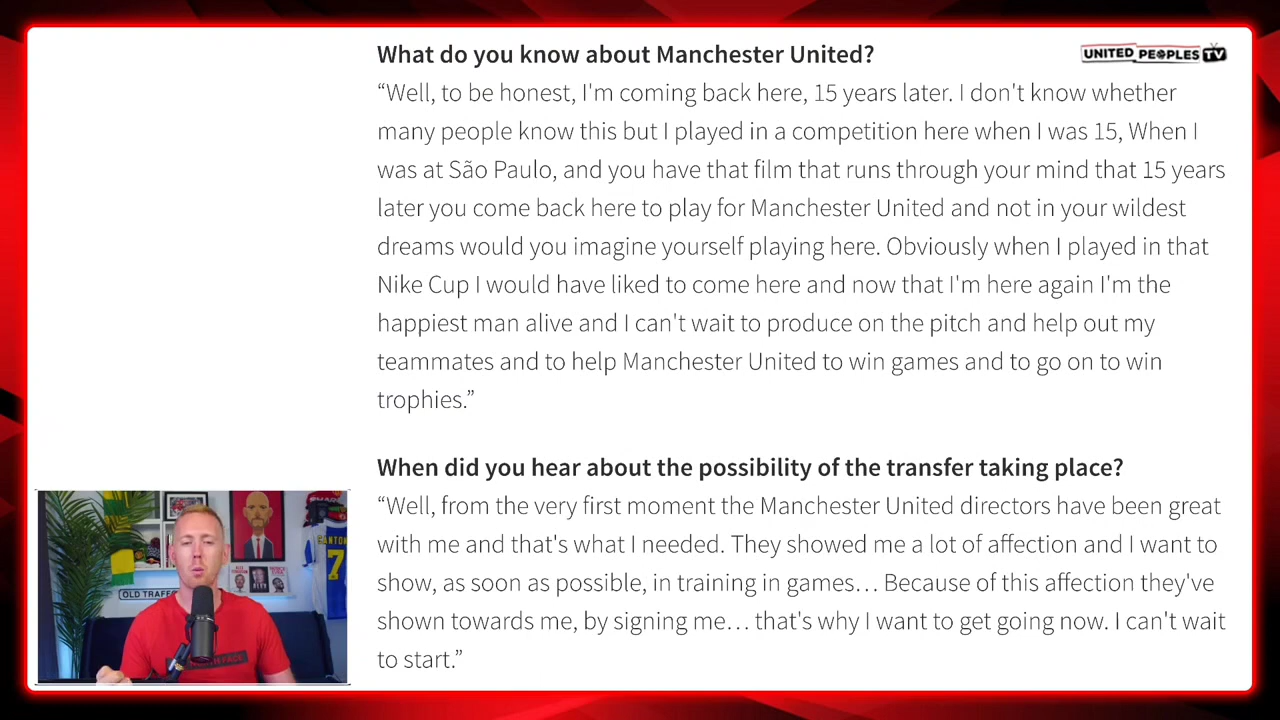 What do you know about Manchester United?
UNITED PEOPLES TV
“Well, to be honest, I'm coming back here, 15 years later. I don't know whether
many people know this but I played in a competition here when I was 15, When I
was at São Paulo, and you have that film that runs through your mind that 15 years
later you come back here to play for Manchester United and not in your wildest
dreams would you imagine yourself playing here. Obviously when I played in that
Nike Cup I would have liked to come here and now that I'm here again I'm the
happiest man alive and I can't wait to produce on the pitch and help out my
teammates and to help Manchester United to win games and to go on to win
trophies.”
When did you hear about the possibility of the transfer taking place?
“Well, from the very first moment the Manchester United directors have been great
with me and that's what I needed. They showed me a lot of affection and I want to
show, as soon as possible, in training in games… Because of this affection they've
shown towards me, by signing me… that's why I want to get going now. I can't wait
to start.”
OLD TRAFF
7